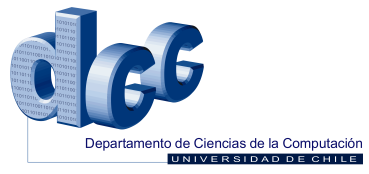 dcc
Departamento de Ciencias de la Computación
UNIVERSIDAD DE CHILE